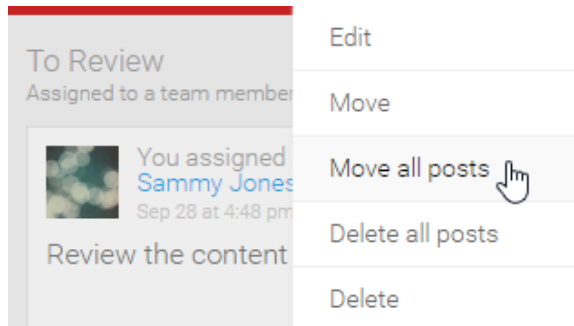 To Review
Assigned to a team member
You assigned
Sammy Jones
Sep 28 at 4:48 pm
Review the content
Edit
Move
Move all posts
Delete all posts
Delete